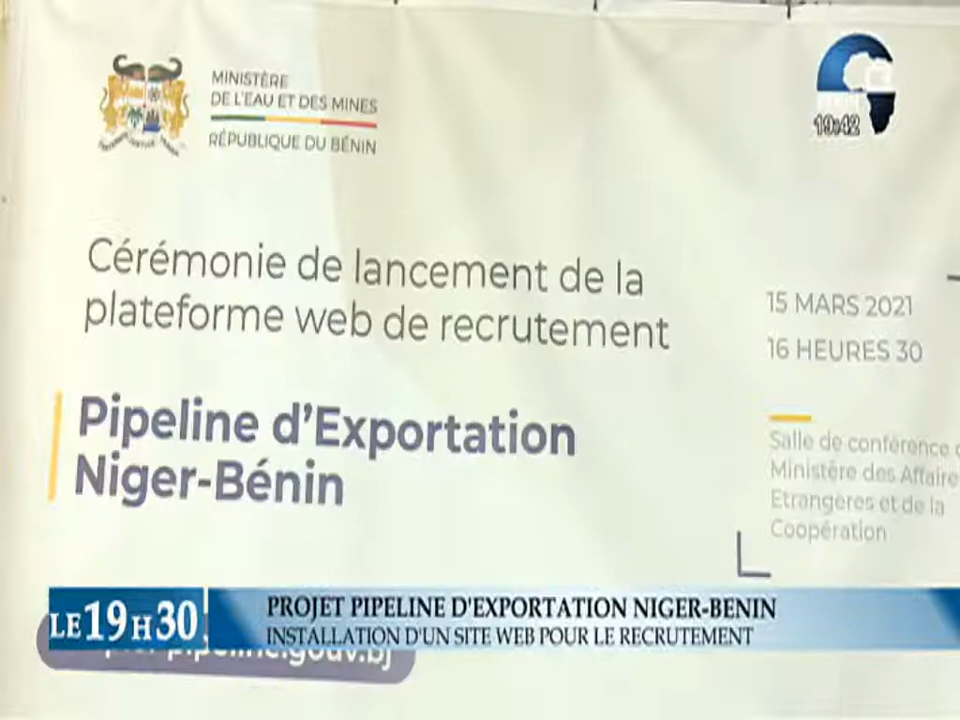 MINISTÈRE
DE L'EAU ET DES MINES
RÉPUBLIQUE DU BÉNIN
19:42
Cérémonie de lancement de la
plateforme web de recrutement
15 MARS 2021
16 HEURES 30
Pipeline d'Exportation
Niger-Bénin
Salle de conférence
Ministère des Affaire
Etrangères et de la
Coopération
LE 19H30
PROJET PIPELINE D'EXPORTATION NIGER-BENIN
INSTALLATION D'UN SITE WEB POUR LE RECRUTEMENT
pipeline.gouv.bj